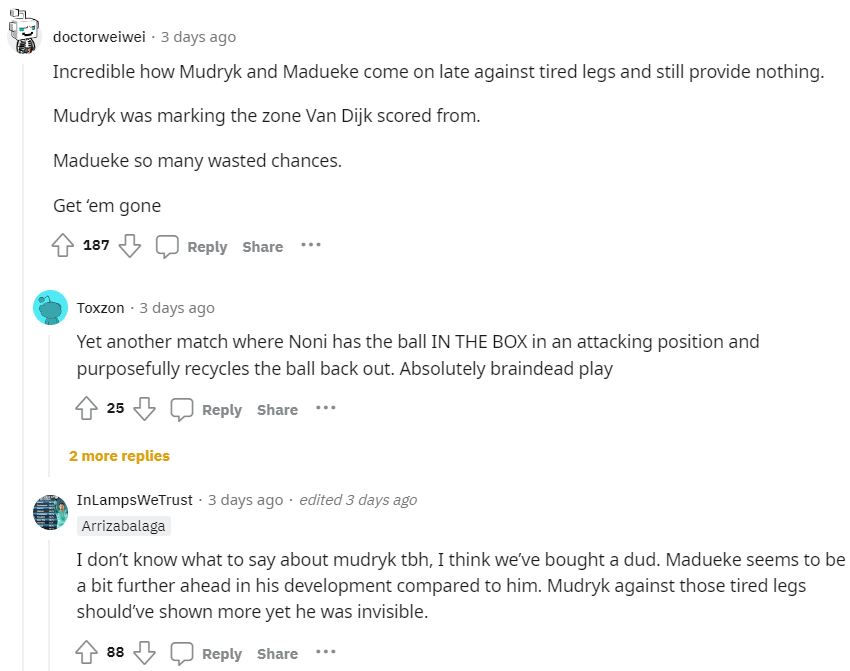 doctorweiwei · 3 days ago
Incredible how Mudryk and Madueke come on late against tired legs and still provide nothing.
Mudryk was marking the zone Van Dijk scored from.
Madueke so many wasted chances.
Get ‘em gone
187 Reply Share ···
Toxzon · 3 days ago
Yet another match where Noni has the ball IN THE BOX in an attacking position and
purposefully recycles the ball back out. Absolutely braindead play
25 Reply Share ···
2 more replies
InLampsWeTrust · 3 days ago · edited 3 days ago
Arrizabalaga
I don’t know what to say about mudryk tbh, I think we’ve bought a dud. Madueke seems to be
a bit further ahead in his development compared to him. Mudryk against those tired legs
should’ve shown more yet he was invisible.
88 Reply Share ···